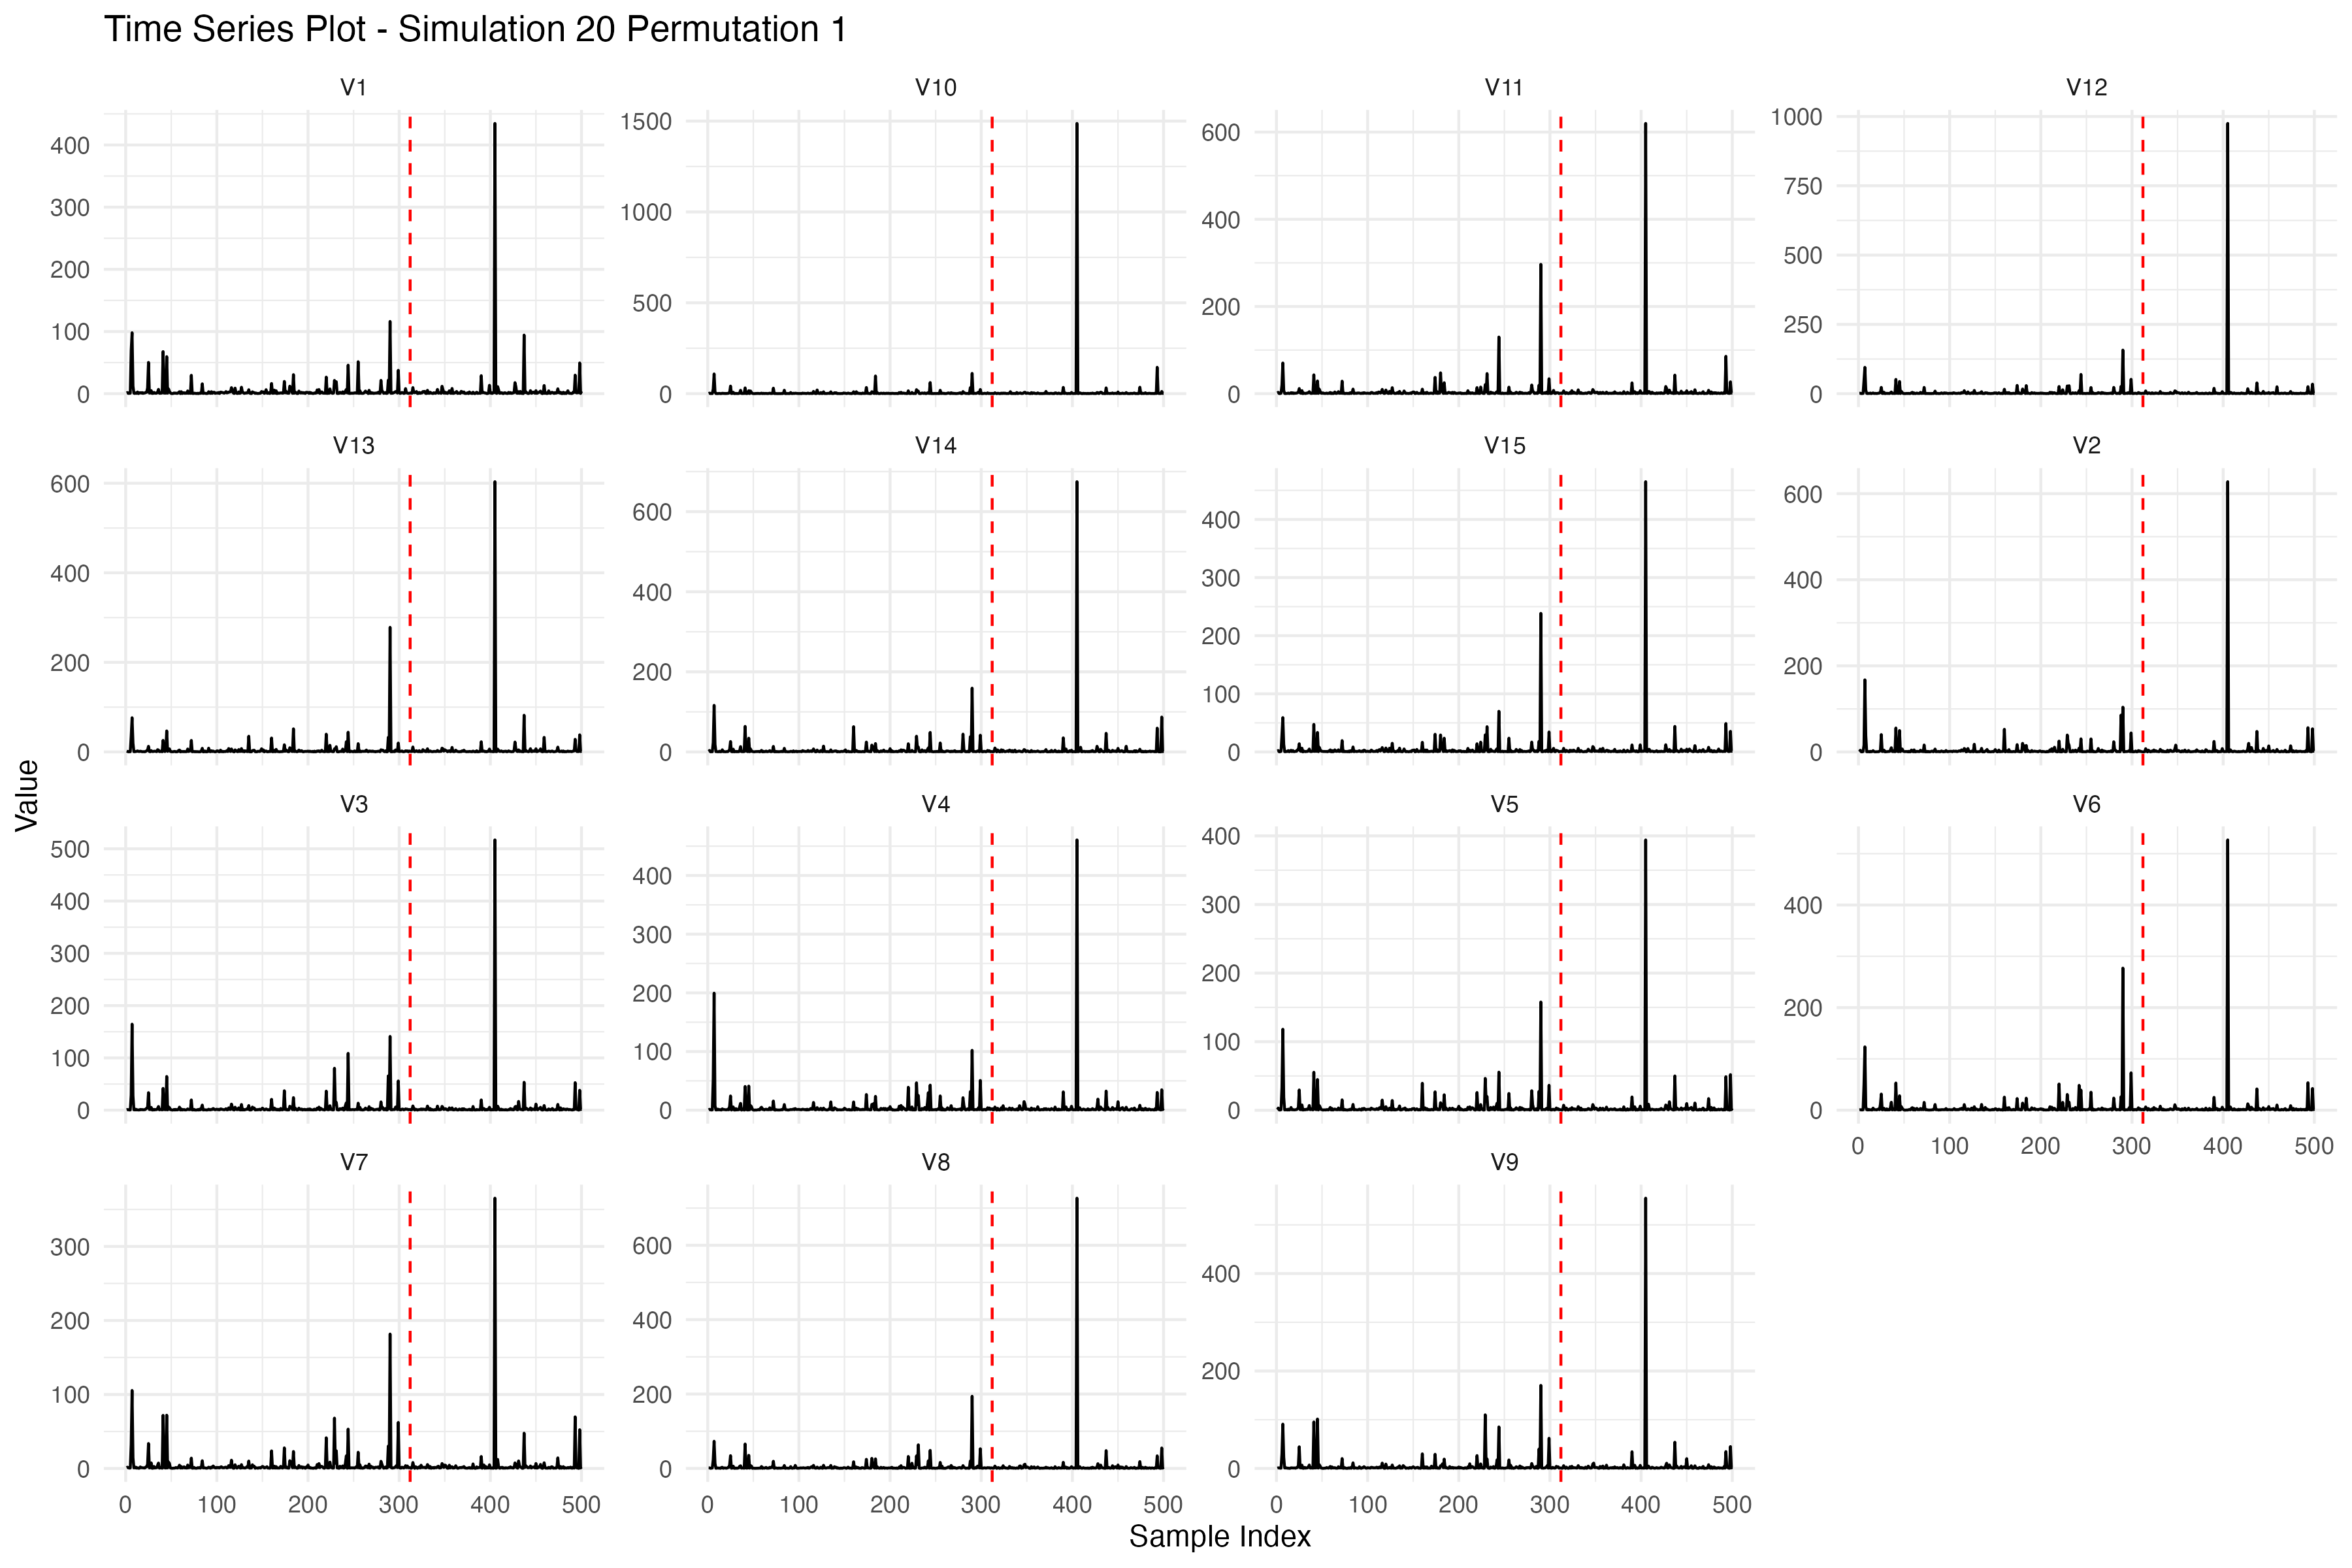 Time Series Plot - Simulation 20 Permutation 1
V1 V10 V11 V12
400 300 200 100 0
1500 1000 500 0
600 400 200 0
1000 750 500 250 0
V13 V14 V15 V2
600 400 200 0
600 400 200 0
400 300 200 100 0
600 400 200 0
Value
V3 V4 V5 V6
500 400 300 200 100 0
400 300 200 100 0
400 300 200 100 0
400 200 0
0 100 200 300 400 500
V7 V8 V9
300 200 100 0
600 400 200 0
400 200 0
0 100 200 300 400 500
0 100 200 300 400 500
0 100 200 300 400 500
Sample Index